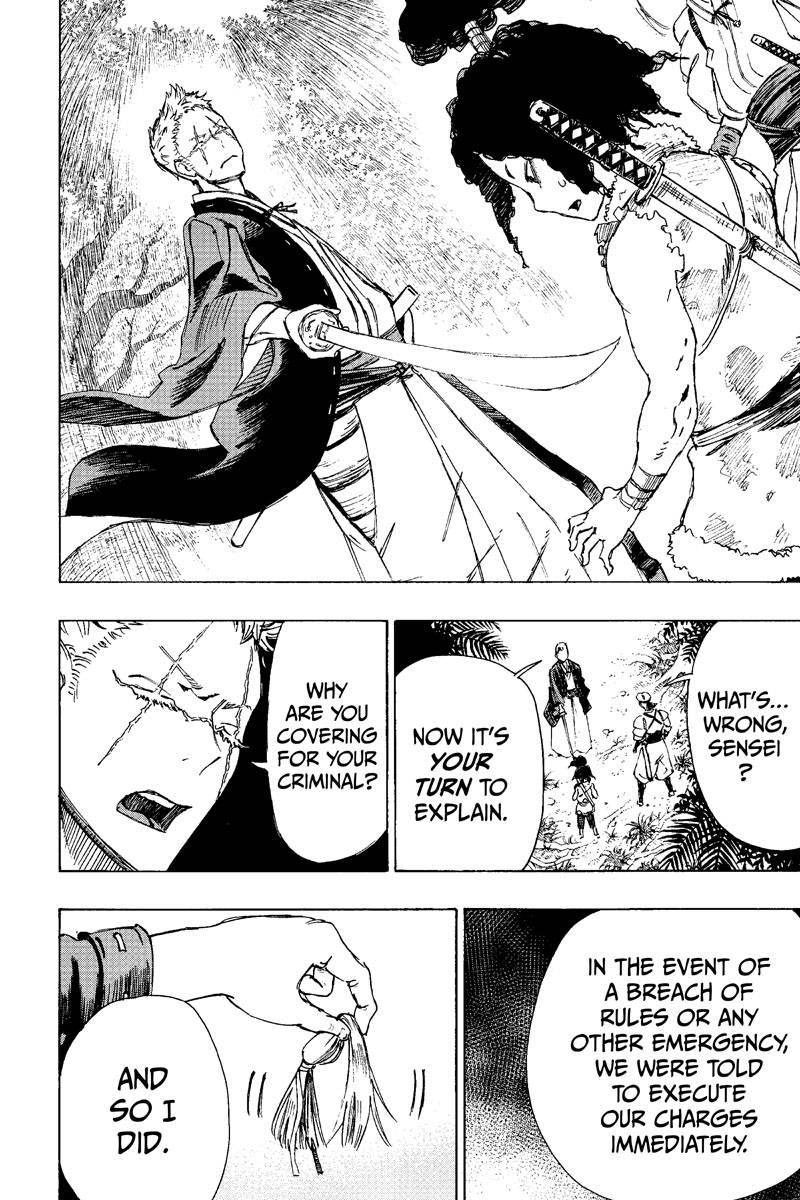 WHAT'S...
WRONG,
SENSEI
?
NOW IT'S
YOUR
TURN TO
EXPLAIN.
WHY
ARE YOU
COVERING
FOR YOUR
CRIMINAL?
IN THE EVENT OF
A BREACH OF
RULES OR ANY
OTHER EMERGENCY,
WE WERE TOLD
TO EXECUTE
OUR CHARGES
IMMEDIATELY.
AND
SO I
DID.